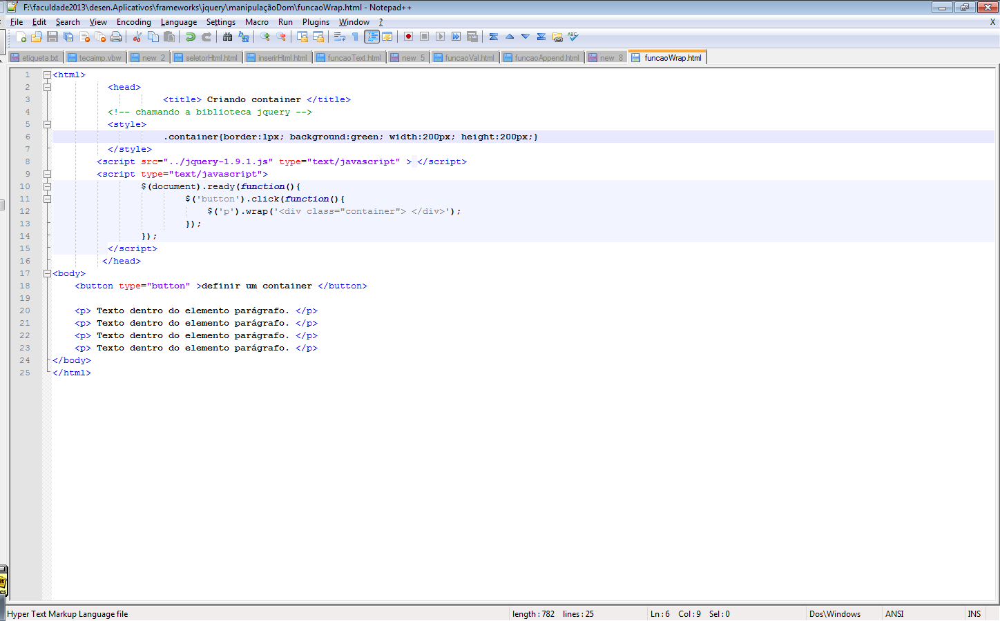 F:\faculdade2013\desen.Aplicativos\frameworks\jquery\manipulaçãoDom\funcaoWrap.html - Notepad++
File Edit Search View Encoding Language Settings Macro Run Plugins Window ? X
etiqueta.txt tecaimp.vbw new 2 seletorHtml.html inserirHtml.html funcaoText.html new 5 funcaoVal.html funcaoAppend.html new 8 funcaoWrap.html
1 <html>
2 <head>
3 <title> Criando container </title>
4 <!-- chamando a biblioteca jquery -->
5 <style>
6 .container{border:1px; background:green; width:200px; height:200px;}
7 </style>
8 <script src="../jquery-1.9.1.js" type="text/javascript" > </script>
9 <script type="text/javascript">
10 $(document).ready(function(){
11 $('button').click(function(){
12 $('p').wrap('<div class="container"> </div>');
13 });
14 });
15 </script>
16 </head>
17 <body>
18 <button type="button" >definir um container </button>
19
20 <p> Texto dentro do elemento parágrafo. </p>
21 <p> Texto dentro do elemento parágrafo. </p>
22 <p> Texto dentro do elemento parágrafo. </p>
23 <p> Texto dentro do elemento parágrafo. </p>
24 </body>
25 </html>
Hyper Text Markup Language file length : 782 lines : 25 Ln : 6 Col : 9 Sel : 0 Dos\Windows ANSI INS